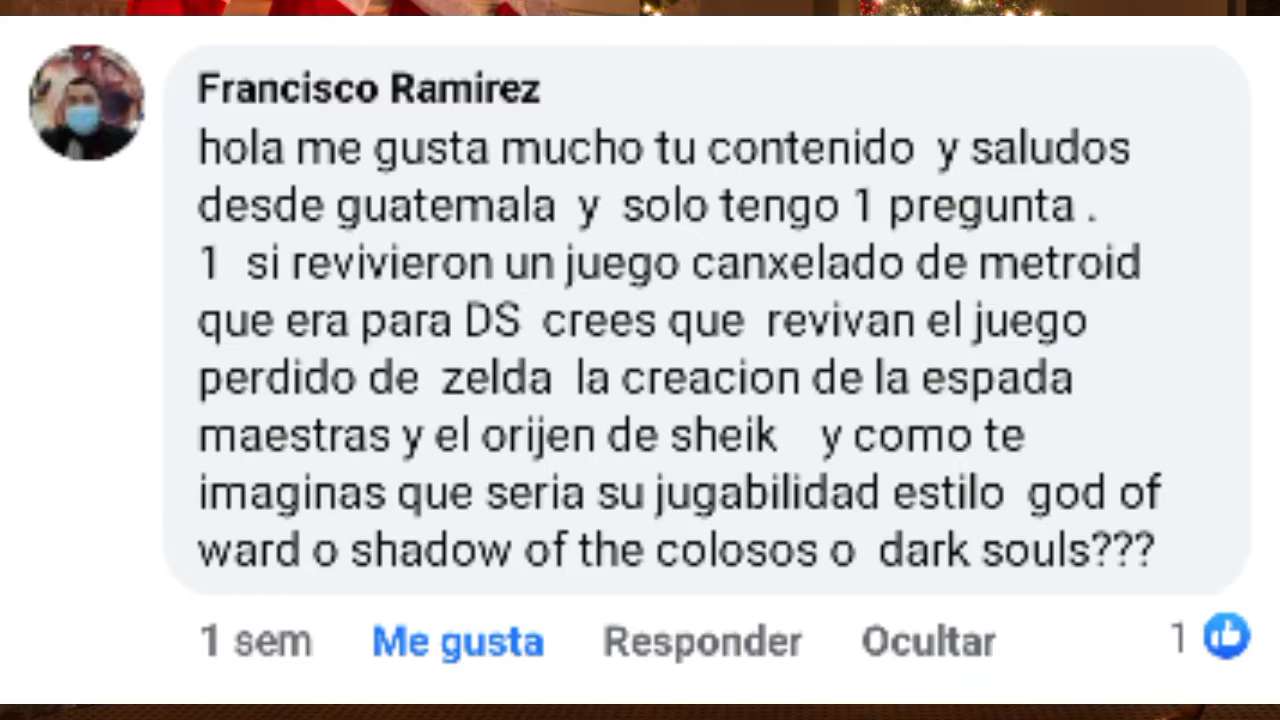 Francisco Ramirez
hola me gusta mucho tu contenido y saludos
desde guatemala y solo tengo 1 pregunta .
1 si revivieron un juego canxelado de metroid
que era para DS crees que revivan el juego
perdido de zelda la creacion de la espada
maestras y el orijen de sheik y como te
imaginas que seria su jugabilidad estilo god of
ward o shadow of the colosos o dark souls???
1 sem Me gusta Responder Ocultar 1